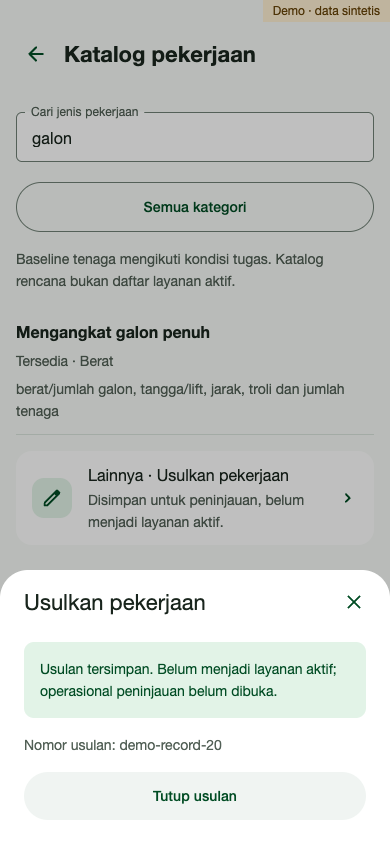 Demo · data sintetis
Katalog pekerjaan
Cari jenis pekerjaan
galon
Semua kategori
Baseline tenaga mengikuti kondisi tugas. Katalog
rencana bukan daftar layanan aktif.
Mengangkat galon penuh
Tersedia · Berat
berat/jumlah galon, tangga/lift, jarak, troli dan jumlah
tenaga
Lainnya · Usulkan pekerjaan
Disimpan untuk peninjauan, belum
menjadi layanan aktif.
Usulkan pekerjaan
Usulan tersimpan. Belum menjadi layanan aktif;
operasional peninjauan belum dibuka.
Nomor usulan: demo-record-20
Tutup usulan